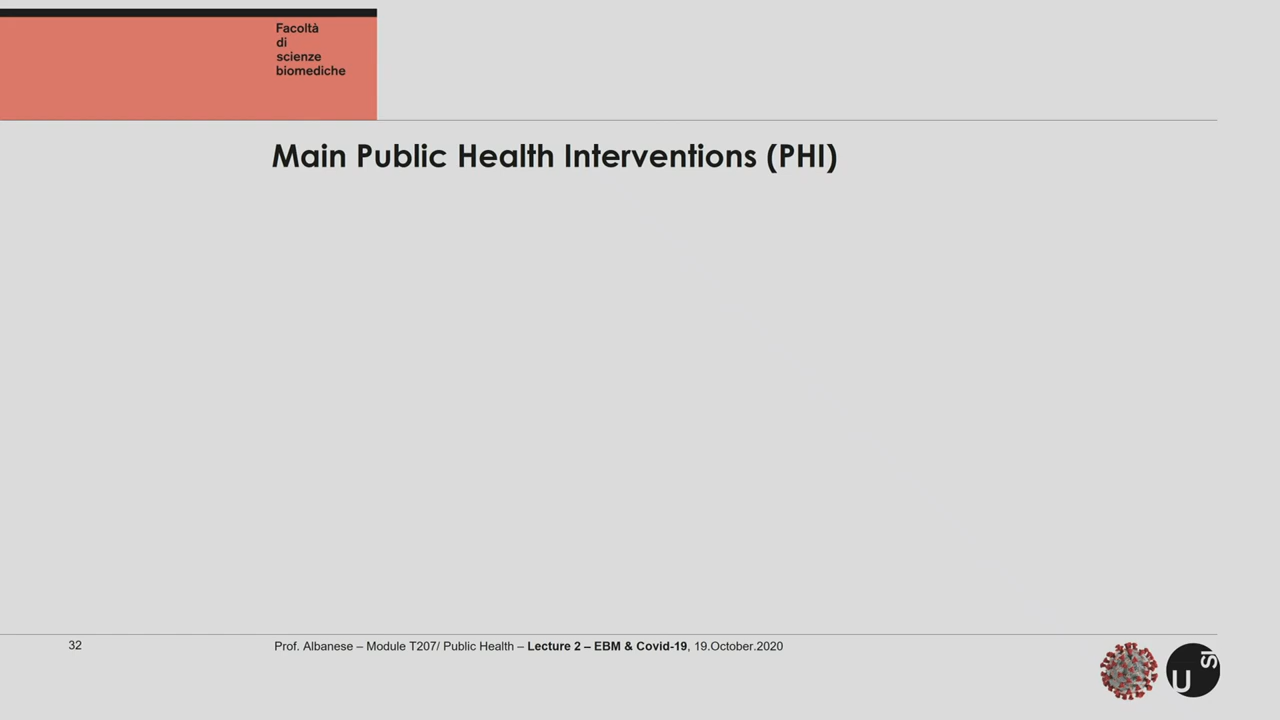 Facoltà
di
scienze
biomediche
Main Public Health Interventions (PHI)
32
Prof. Albanese – Module T207/ Public Health – Lecture 2 – EBM & Covid-19, 19.October.2020
U
SI